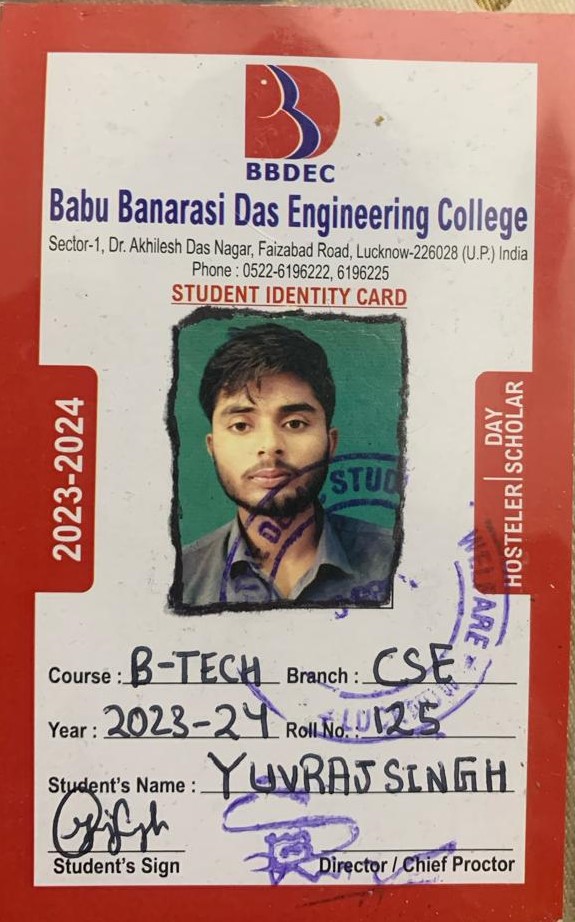 BBDEC
Babu Banarasi Das Engineering College
Sector-1, Dr. Akhilesh Das Nagar, Faizabad Road, Lucknow-226028 (U.P.) India
Phone : 0522-6196222, 6196225
STUDENT IDENTITY CARD
2023-2024
DAY SCHOLAR
HOSTELER
STUD
WELFARE
Course : B-TECH Branch : CSE
Year : 2023-24 Roll No. : 125
Student's Name : YUVRAJ SINGH
Student's Sign Director / Chief Proctor